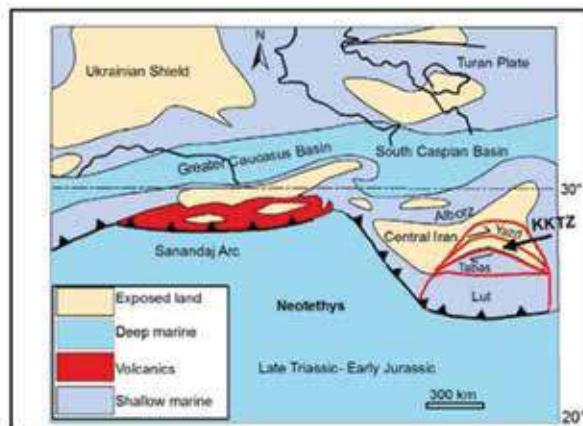 N
Ukrainian Shield
Turan Plate
Greater Caucasus Basin
South Caspian Basin
30°
Alborz
Central Iran
Yazd
KKTZ
Sanandaj Arc
Tabas
Lut
Exposed land
Deep marine
Volcanics
Shallow marine
Neotethys
Late Triassic- Early Jurassic
300 km
20°